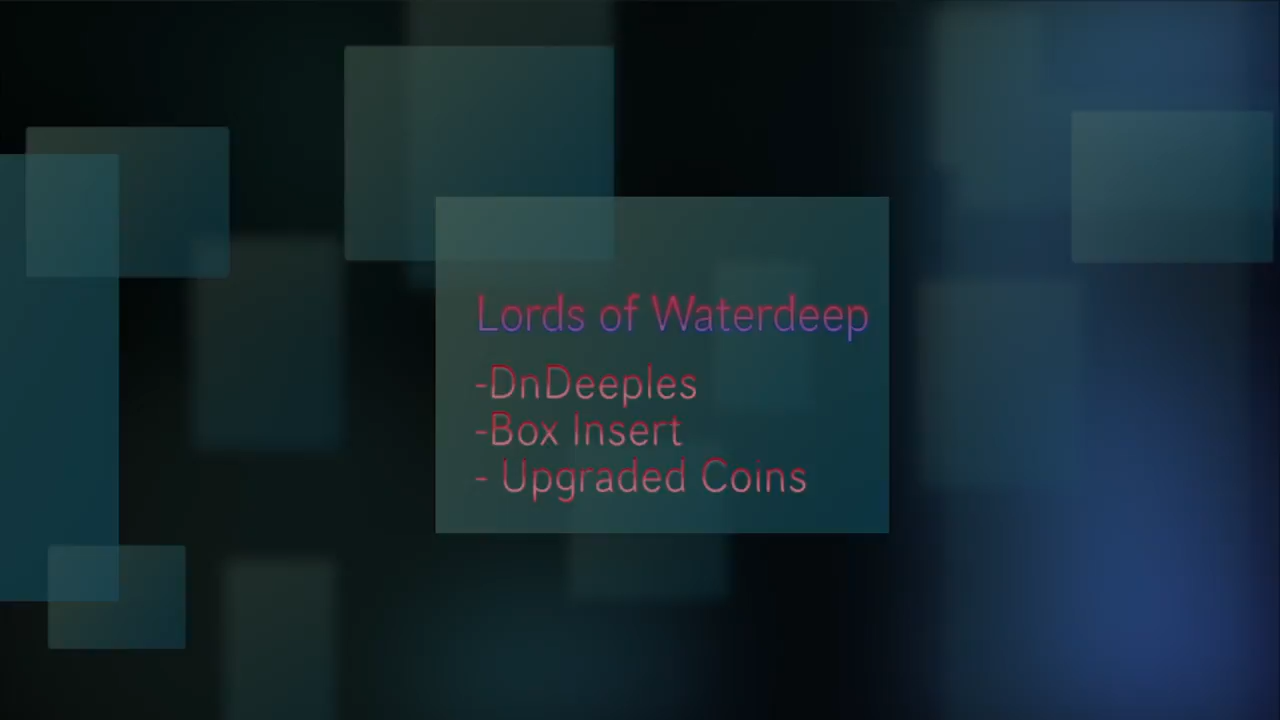 Lords of Waterdeep
-DnDeeples
-Box Insert
- Upgraded Coins